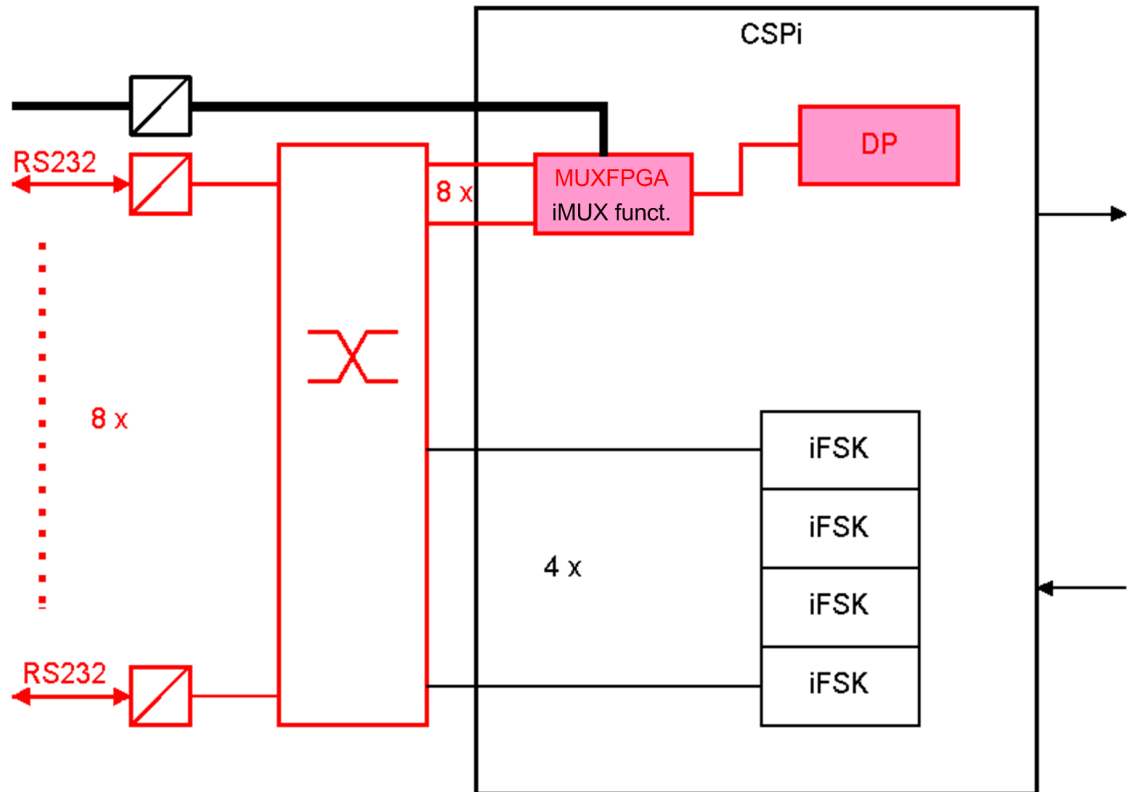 CSPi
RS232
DP
MUXFPGA
8 x
iMUX funct.
8 x
iFSK
iFSK
4 x
iFSK
RS232
iFSK